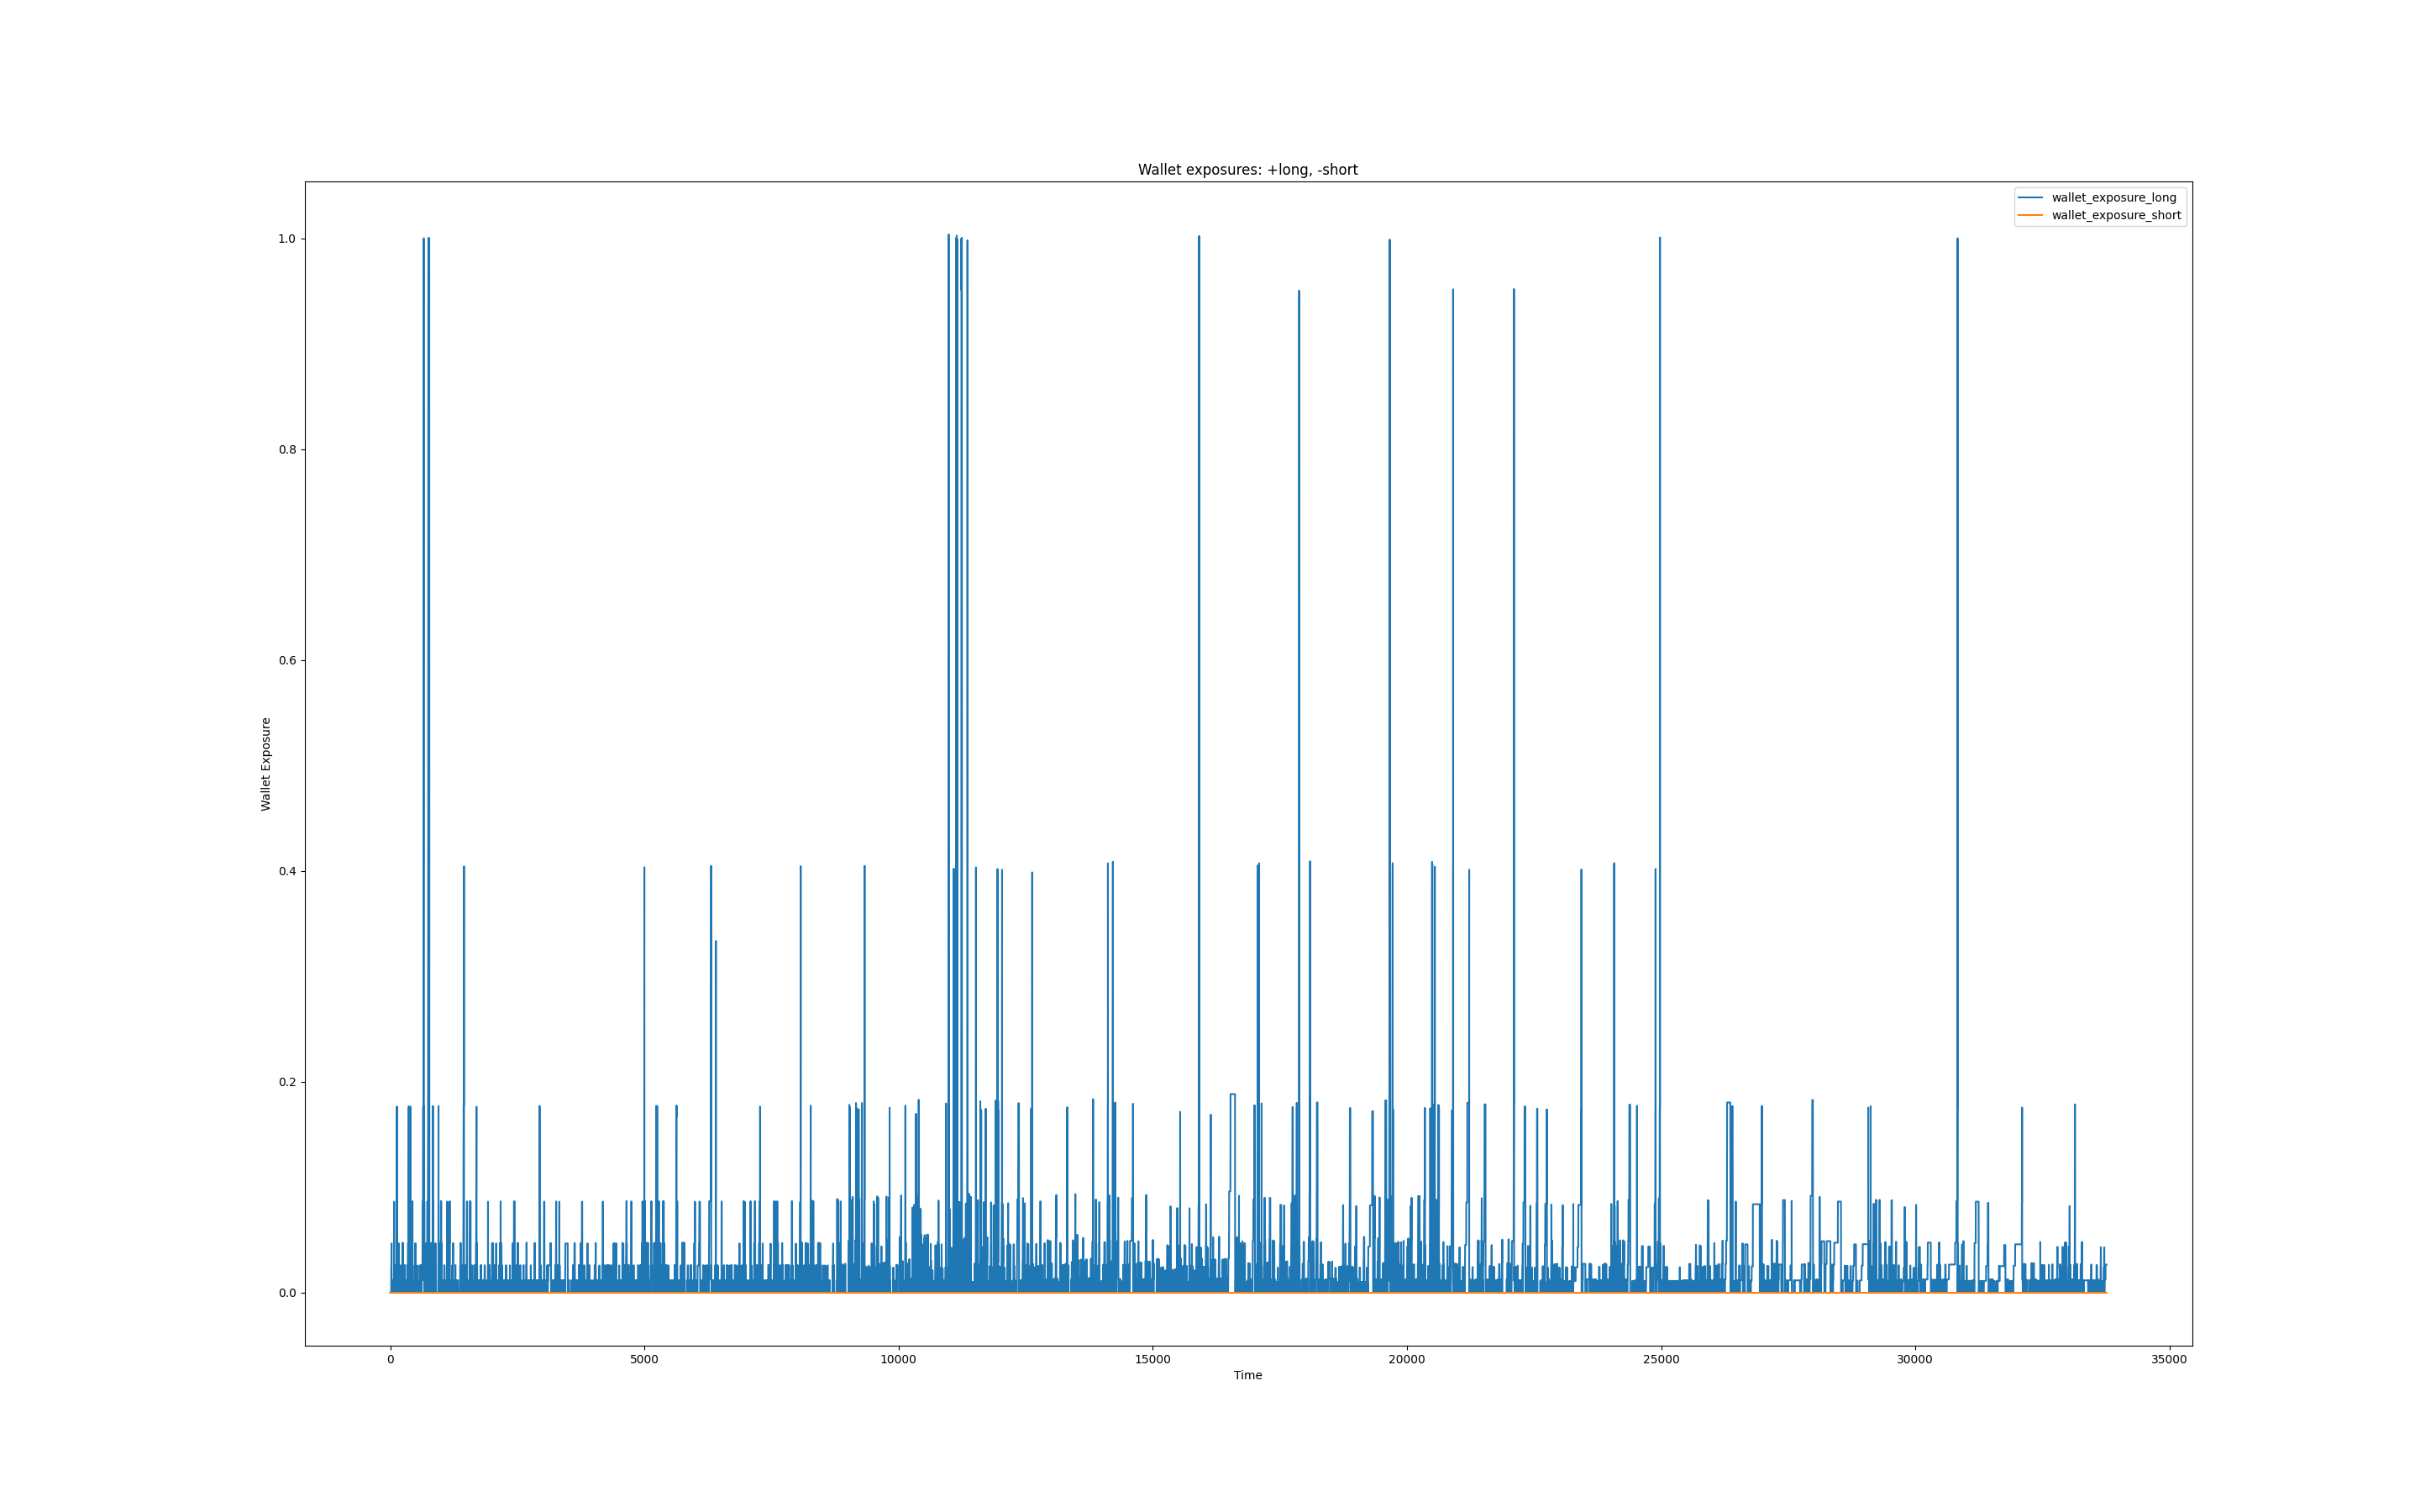 Wallet exposures: +long, -short
wallet_exposure_long
wallet_exposure_short
1.0
0.8
0.6
0.4
0.2
0.0
Wallet Exposure
0 5000 10000 15000 20000 25000 30000 35000
Time